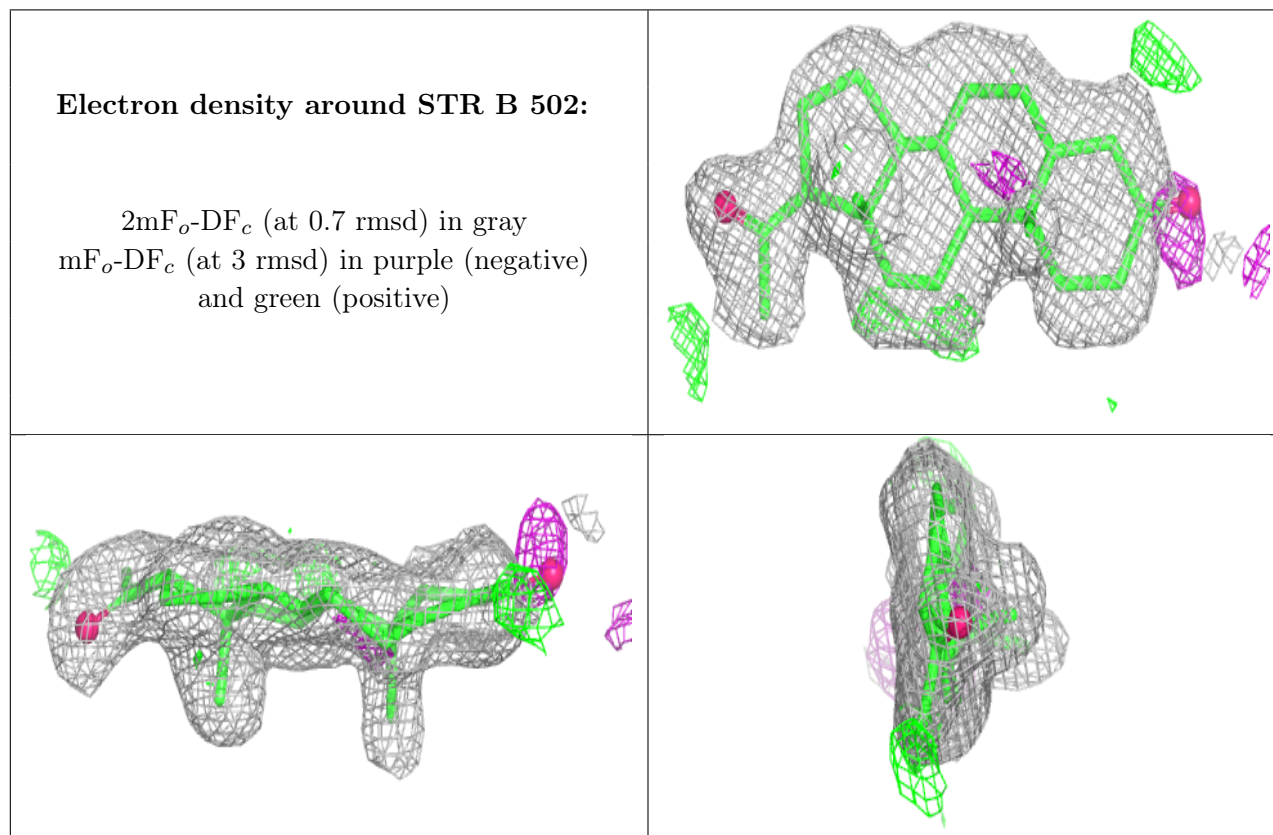 Electron density around STR B 502:
2mFₒ-DF𝑐 (at 0.7 rmsd) in gray
mFₒ-DF𝑐 (at 3 rmsd) in purple (negative)
and green (positive)